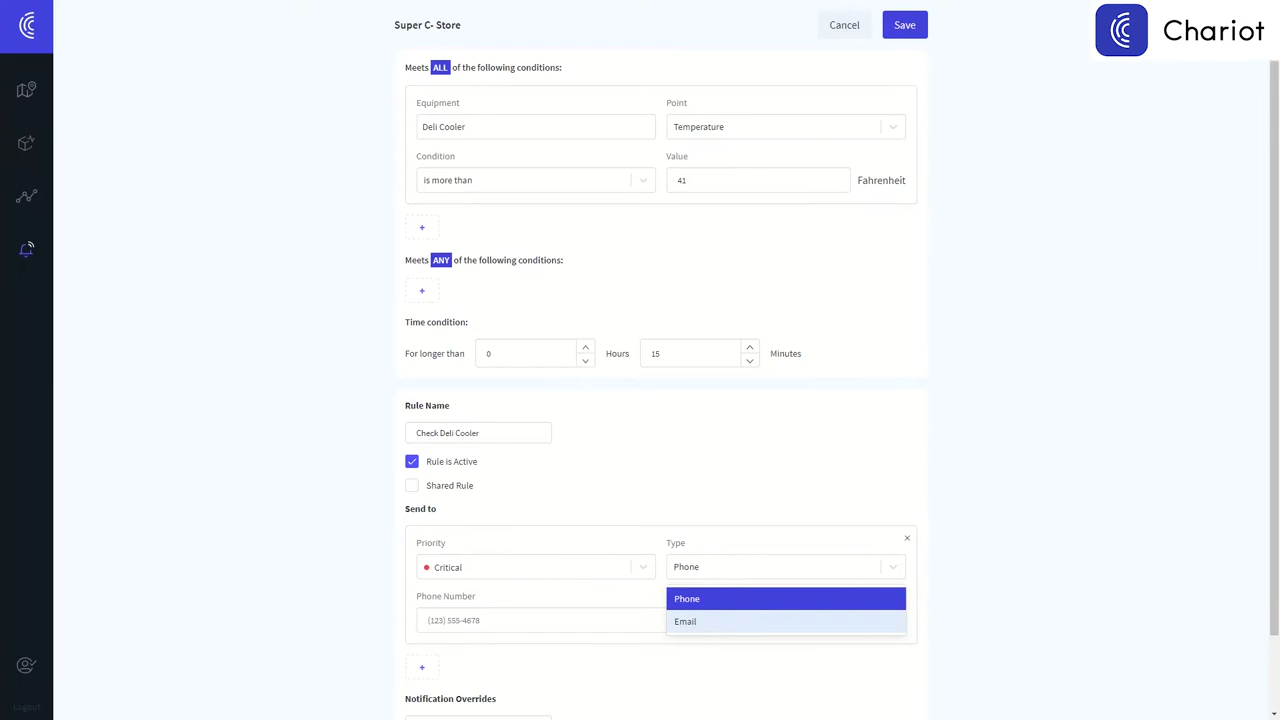 Super C- Store
Cancel
Save
Chariot
Meets ALL of the following conditions:
Equipment
Point
Deli Cooler
Temperature
Condition
Value
is more than
41
Fahrenheit
+
Meets ANY of the following conditions:
+
Time condition:
For longer than
0
Hours
15
Minutes
Rule Name
Check Deli Cooler
Rule is Active
Shared Rule
Send to
Priority
Type
Critical
Phone
Phone Number
Phone
(123) 555-4678
Email
+
Notification Overrides
Logout